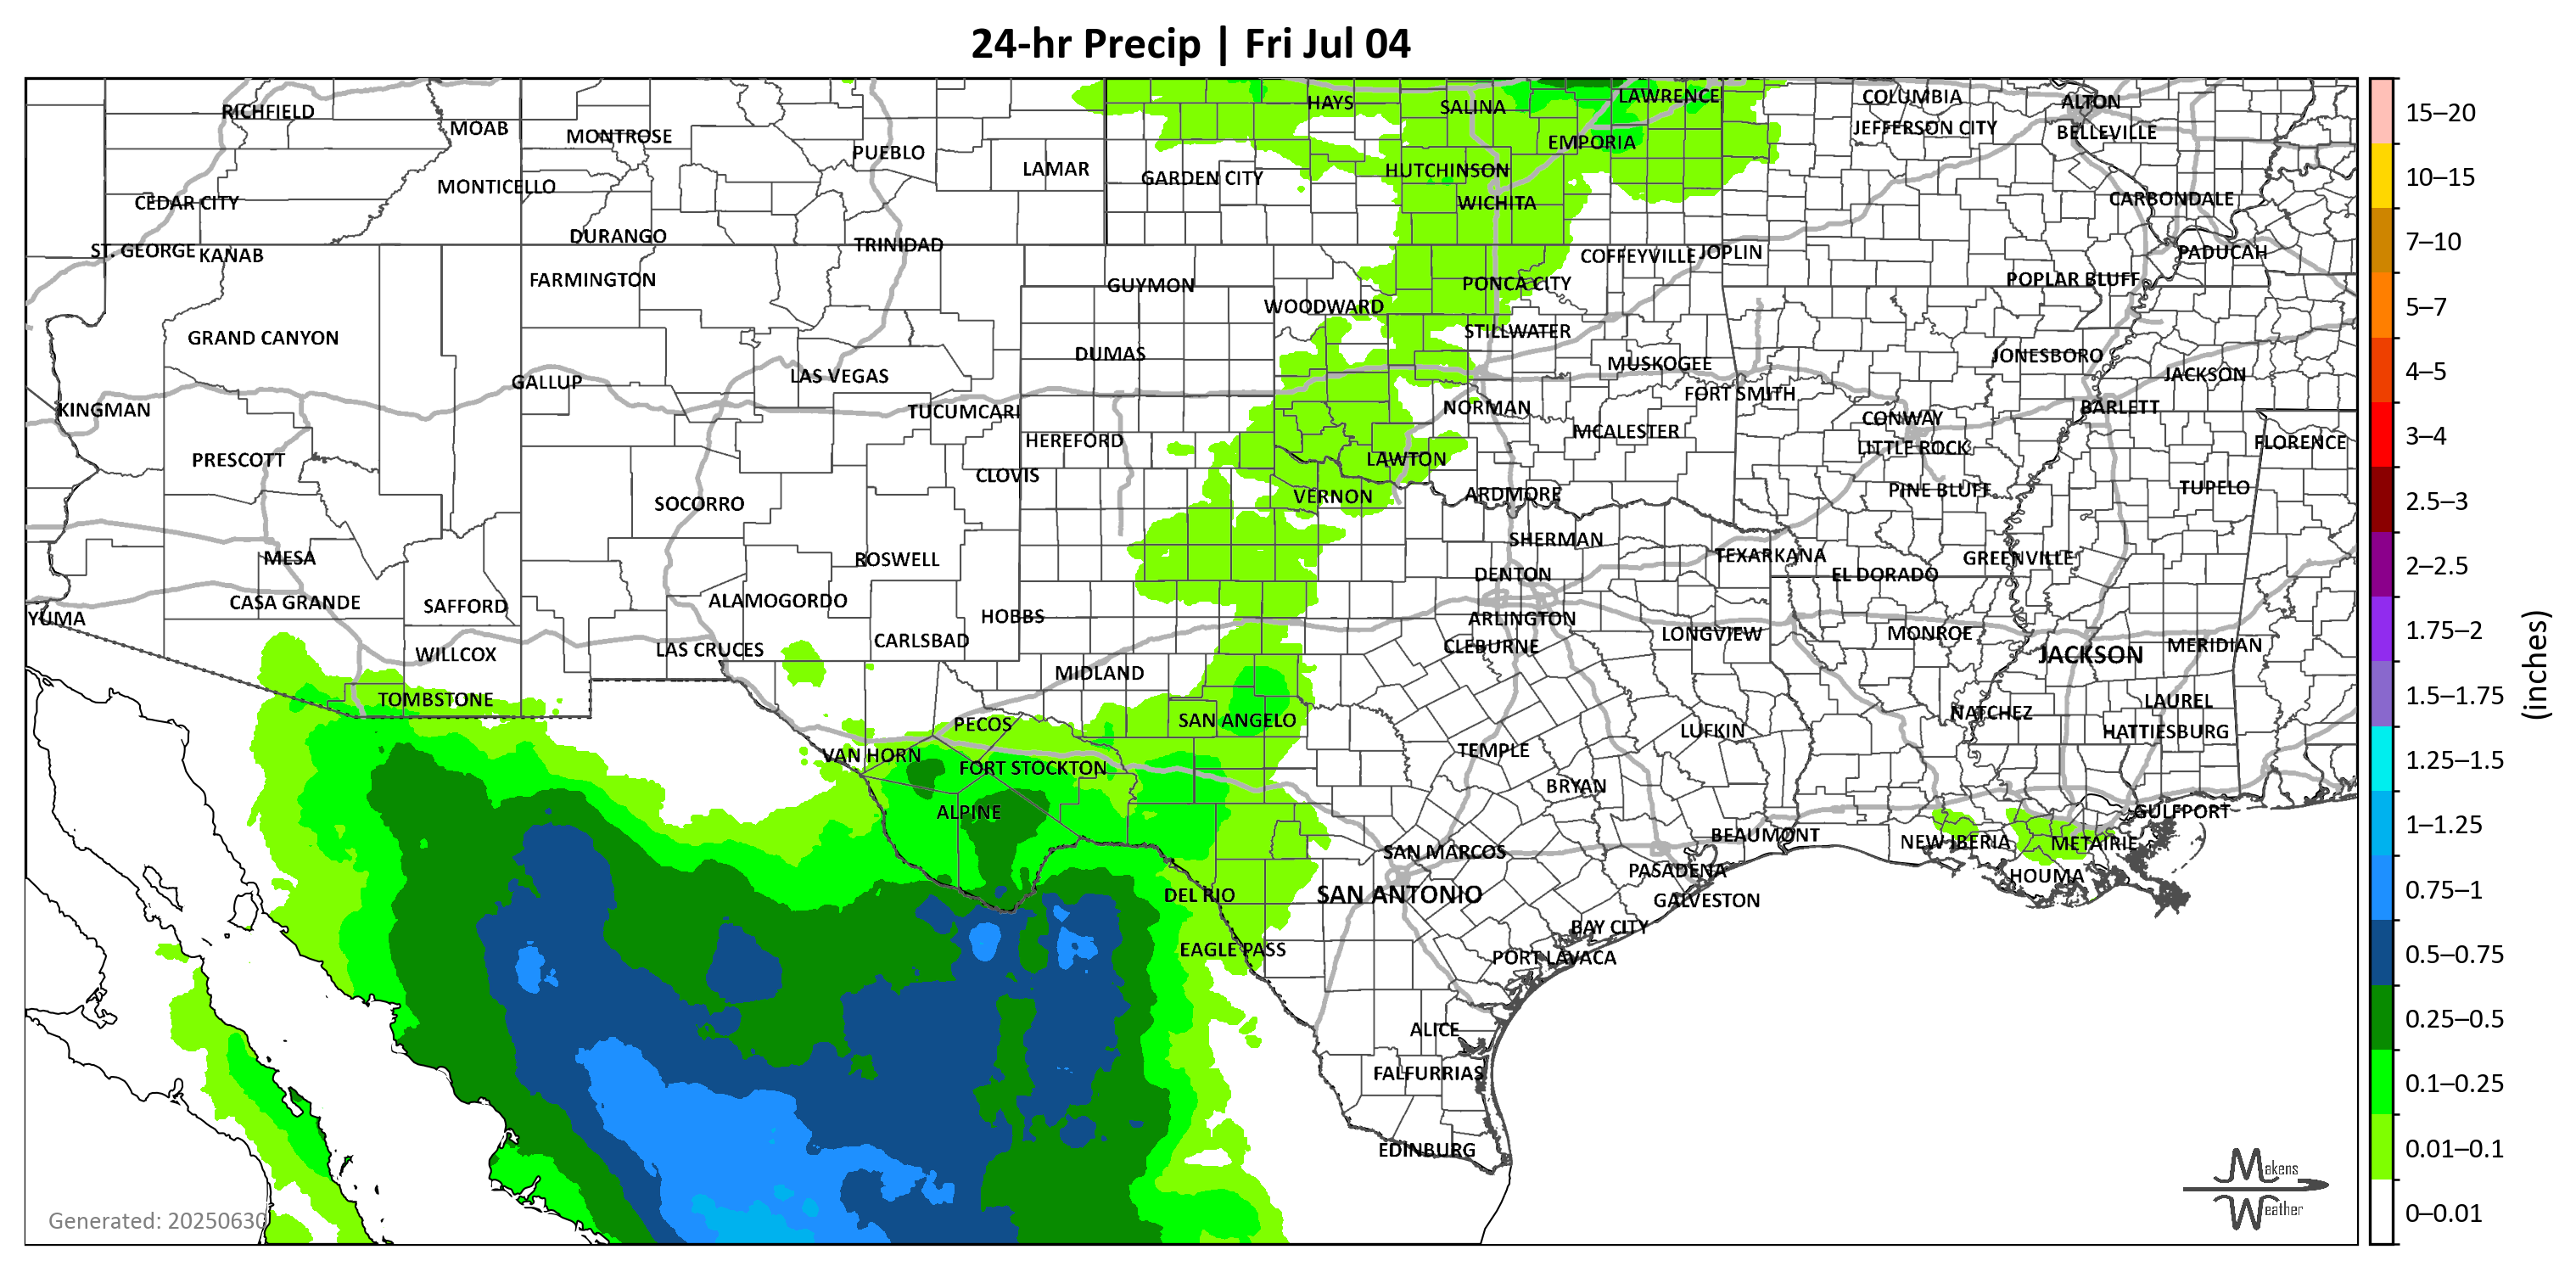 24-hr Precip | Fri Jul 04
RICHFIELD
MOAB
MONTROSE
PUEBLO
LAMAR
HAYS
SALINA
LAWRENCE
COLUMBIA
ALTON
JEFFERSON CITY
BELLEVILLE
EMPORIA
GARDEN CITY
HUTCHINSON
MONTICELLO
CEDAR CITY
WICHITA
CARBONDALE
DURANGO
TRINIDAD
ST. GEORGE
KANAB
COFFEYVILLE
JOPLIN
PADUCAH
FARMINGTON
GUYMON
PONCA CITY
POPLAR BLUFF
WOODWARD
GRAND CANYON
STILLWATER
DUMAS
MUSKOGEE
JONESBORO
GALLUP
LAS VEGAS
JACKSON
FORT SMITH
KINGMAN
TUCUMCARI
NORMAN
CONWAY
BARLETT
HEREFORD
MCALESTER
LITTLE ROCK
FLORENCE
PRESCOTT
LAWTON
CLOVIS
VERNON
ARDMORE
PINE BLUFF
TUPELO
SOCORRO
SHERMAN
MESA
ROSWELL
TEXARKANA
GREENVILLE
DENTON
EL DORADO
CASA GRANDE
SAFFORD
ALAMOGORDO
HOBBS
ARLINGTON
YUMA
CARLSBAD
CLEBURNE
LONGVIEW
MONROE
MERIDIAN
WILLCOX
LAS CRUCES
JACKSON
MIDLAND
TOMBSTONE
LAUREL
PECOS
SAN ANGELO
NATCHEZ
LUFKIN
HATTIESBURG
VAN HORN
TEMPLE
FORT STOCKTON
BRYAN
ALPINE
GULFPORT
BEAUMONT
NEW IBERIA
METAIRIE
SAN MARCOS
PASADENA
HOUMA
DEL RIO
SAN ANTONIO
GALVESTON
BAY CITY
EAGLE PASS
PORT LAVACA
ALICE
FALFURRIAS
EDINBURG
Generated: 20250630
Makens
Weather
15–20
10–15
7–10
5–7
4–5
3–4
2.5–3
2–2.5
1.75–2
1.5–1.75
1.25–1.5
1–1.25
0.75–1
0.5–0.75
0.25–0.5
0.1–0.25
0.01–0.1
0–0.01
(inches)